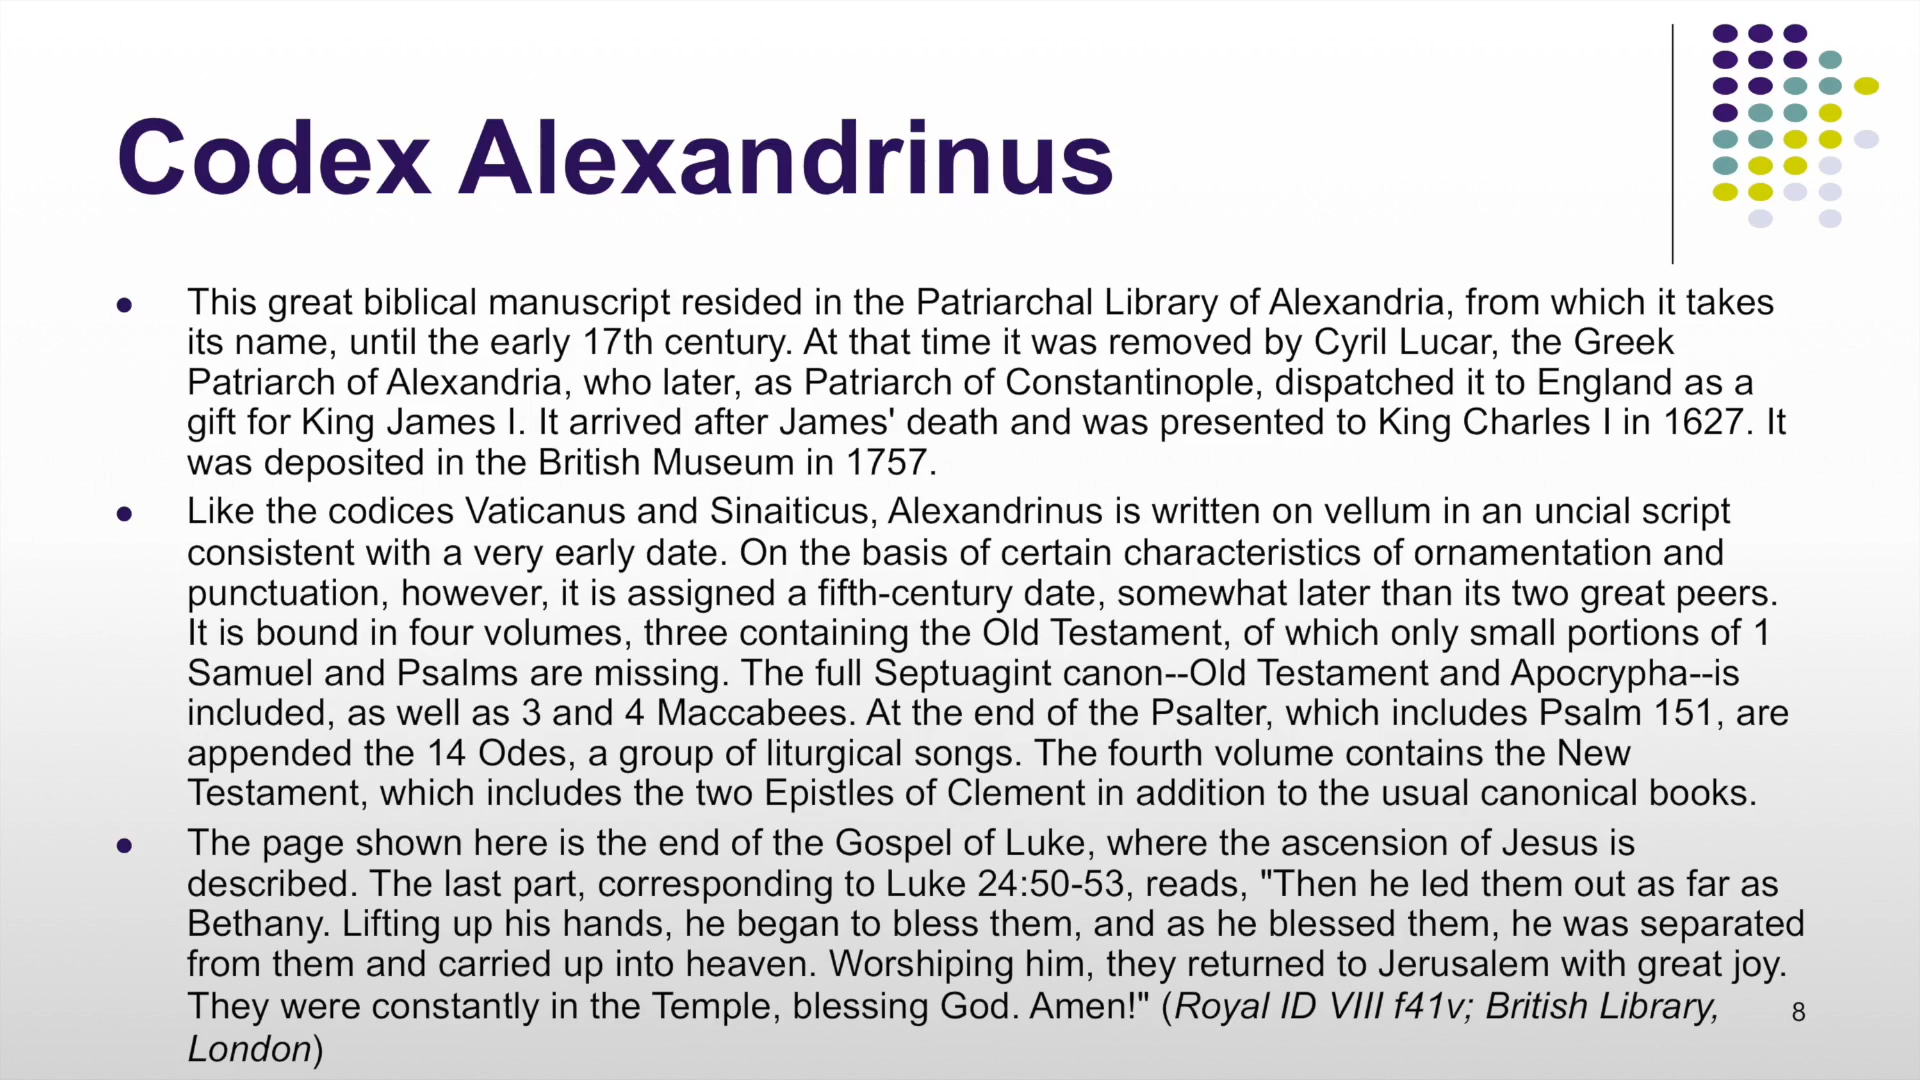 Codex Alexandrinus
• This great biblical manuscript resided in the Patriarchal Library of Alexandria, from which it takes
its name, until the early 17th century. At that time it was removed by Cyril Lucar, the Greek
Patriarch of Alexandria, who later, as Patriarch of Constantinople, dispatched it to England as a
gift for King James I. It arrived after James' death and was presented to King Charles I in 1627. It
was deposited in the British Museum in 1757.
• Like the codices Vaticanus and Sinaiticus, Alexandrinus is written on vellum in an uncial script
consistent with a very early date. On the basis of certain characteristics of ornamentation and
punctuation, however, it is assigned a fifth-century date, somewhat later than its two great peers.
It is bound in four volumes, three containing the Old Testament, of which only small portions of 1
Samuel and Psalms are missing. The full Septuagint canon--Old Testament and Apocrypha--is
included, as well as 3 and 4 Maccabees. At the end of the Psalter, which includes Psalm 151, are
appended the 14 Odes, a group of liturgical songs. The fourth volume contains the New
Testament, which includes the two Epistles of Clement in addition to the usual canonical books.
• The page shown here is the end of the Gospel of Luke, where the ascension of Jesus is
described. The last part, corresponding to Luke 24:50-53, reads, "Then he led them out as far as
Bethany. Lifting up his hands, he began to bless them, and as he blessed them, he was separated
from them and carried up into heaven. Worshiping him, they returned to Jerusalem with great joy.
They were constantly in the Temple, blessing God. Amen!" (Royal ID VIII f41v; British Library,
London)
8